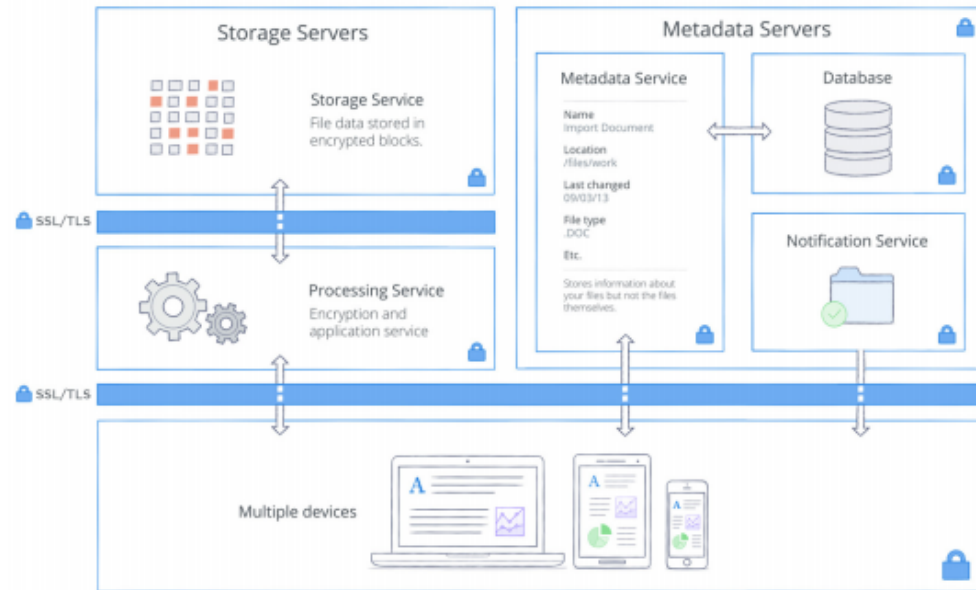 Storage Servers
Storage Service
File data stored in
encrypted blocks.
SSL/TLS
Processing Service
Encryption and
application service
SSL/TLS
Metadata Servers
Metadata Service
Name
Import Document
Location
/files/work
Last changed
09/03/13
File type
.DOC
Etc.
Stores information about
your files but not the files
themselves.
Database
Notification Service
Multiple devices
A
A
A